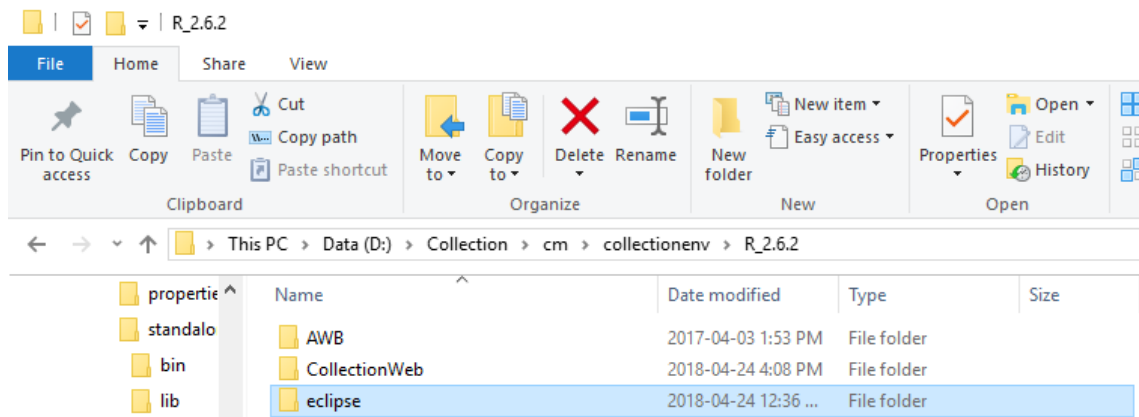 R_2.6.2
File Home Share View
Pin to Quick access
Copy
Paste
Cut
Copy path
Paste shortcut
Clipboard
Move to
Copy to
Delete
Rename
Organize
New folder
New item
Easy access
New
Properties
Open
Edit
History
Open
This PC > Data (D:) > Collection > cm > collectionenv > R_2.6.2
propertie
standalo
bin
lib
Name Date modified Type Size
AWB 2017-04-03 1:53 PM File folder
CollectionWeb 2018-04-24 4:08 PM File folder
eclipse 2018-04-24 12:36 ... File folder